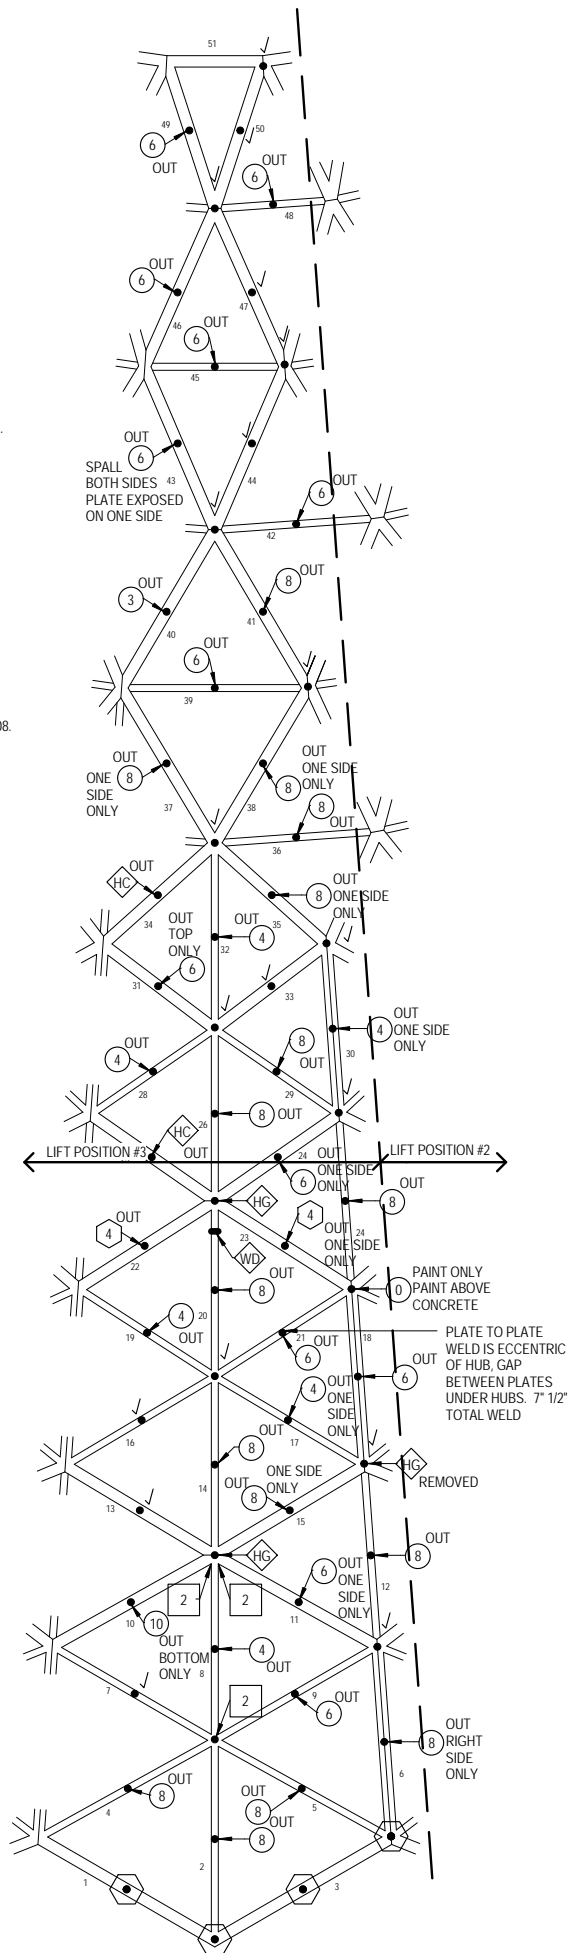 51
49
50
6
OUT
OUT
6
48
OUT
6
46
47
OUT
6
45
OUT
6
43
44
SPALL
BOTH SIDES
PLATE EXPOSED
ON ONE SIDE
6
OUT
42
OUT
3
40
OUT
8
41
OUT
6
39
08.
OUT
8
ONE
SIDE
ONLY
37
OUT
ONE SIDE
ONLY
8
38
8
OUT
36
OUT
HC
34
OUT
ONE SIDE
ONLY
8
35
OUT
TOP
ONLY
6
31
OUT
4
32
33
OUT
ONE SIDE
ONLY
4
30
OUT
4
28
8
OUT
29
26
8
OUT
HC
OUT
LIFT POSITION #3
LIFT POSITION #2
24
OUT
ONE SIDE
ONLY
6
OUT
8
24
HG
OUT
4
22
23
4
OUT
ONE SIDE
ONLY
WD
OUT
8
20
0
PAINT ONLY
PAINT ABOVE
CONCRETE
4
OUT
19
21
OUT
6
18
PLATE TO PLATE
WELD IS ECCENTRIC
OF HUB, GAP
BETWEEN PLATES
UNDER HUBS. 7" 1/2"
TOTAL WELD
OUT
6
16
4
OUT
ONE
SIDE
ONLY
17
OUT
8
14
HG
REMOVED
13
OUT
8
ONE SIDE
ONLY
15
HG
OUT
8
12
2
2
10
10
OUT
BOTTOM
ONLY
6
OUT
ONE
SIDE
ONLY
11
4
OUT
8
7
2
9
OUT
6
OUT
RIGHT
SIDE
ONLY
8
6
OUT
8
4
OUT
8
5
OUT
8
2
1
3